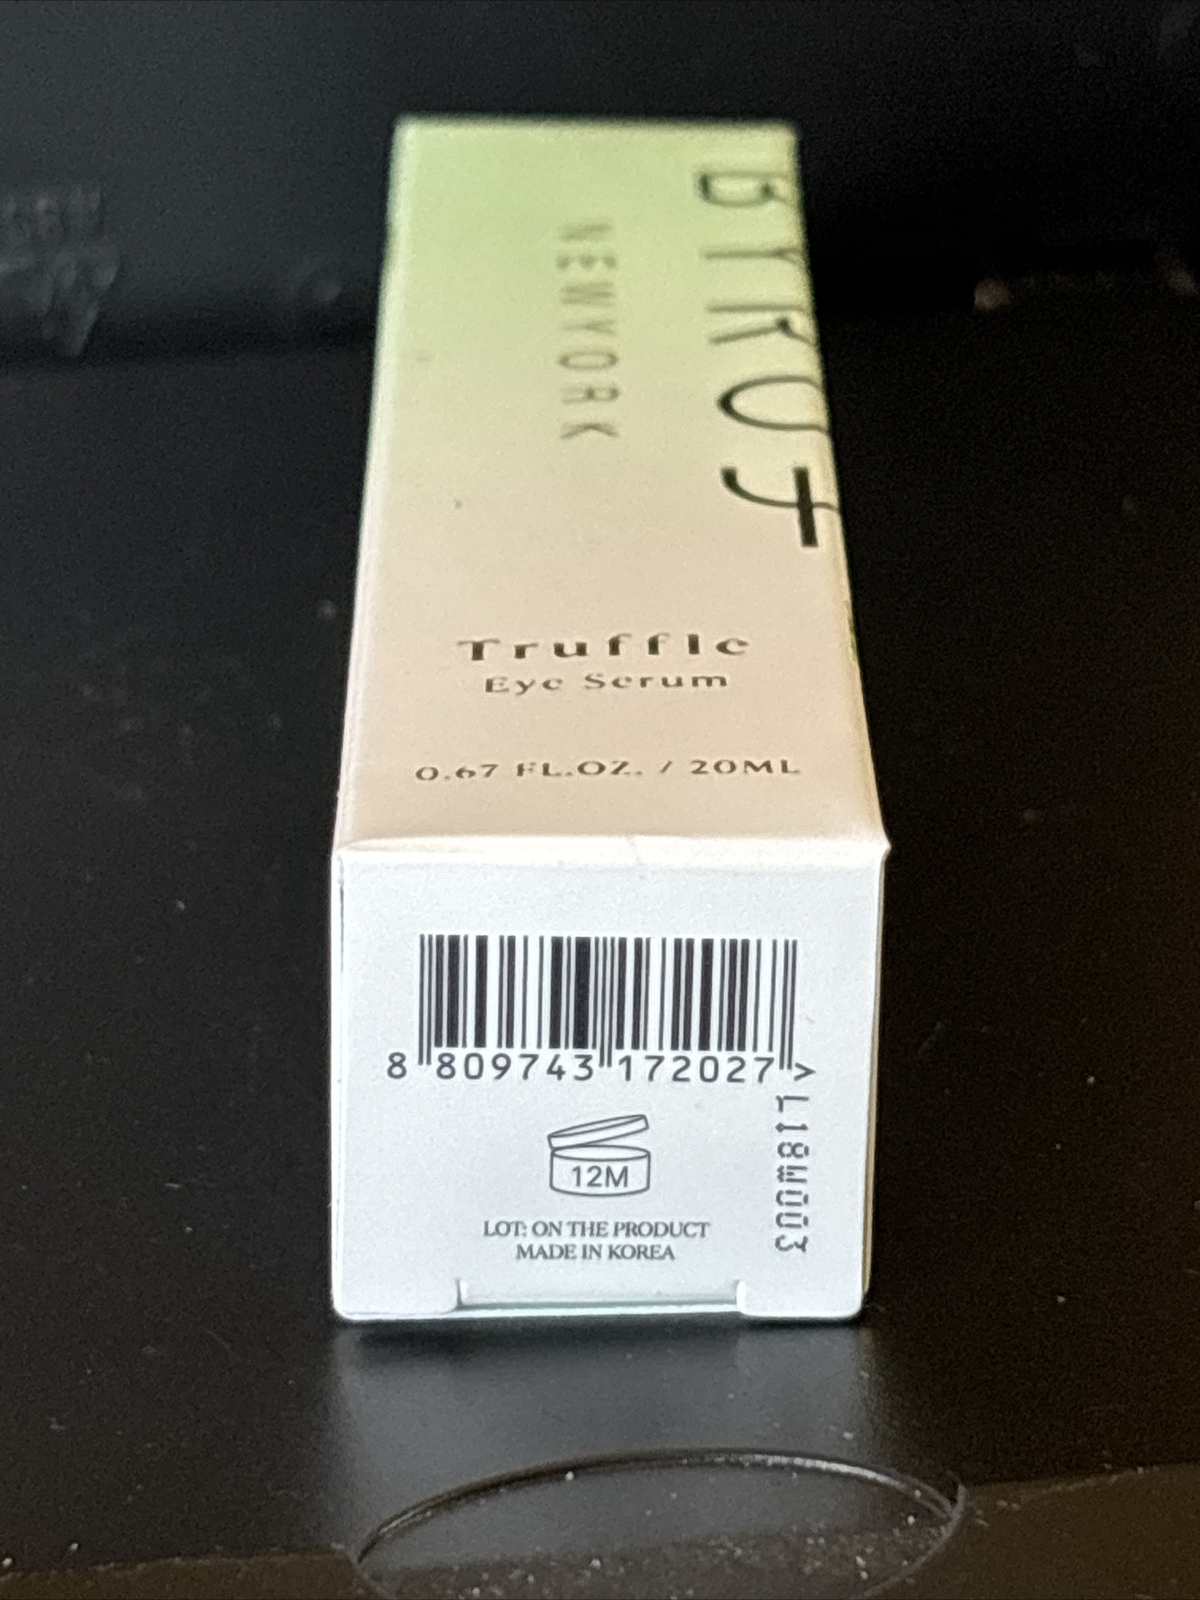 BYROE
NEWYORK
Truffle
Eye Serum
0.67 FL.OZ. / 20ML
8 809743 172027 >
12M
LOT: ON THE PRODUCT
MADE IN KOREA
L18W003